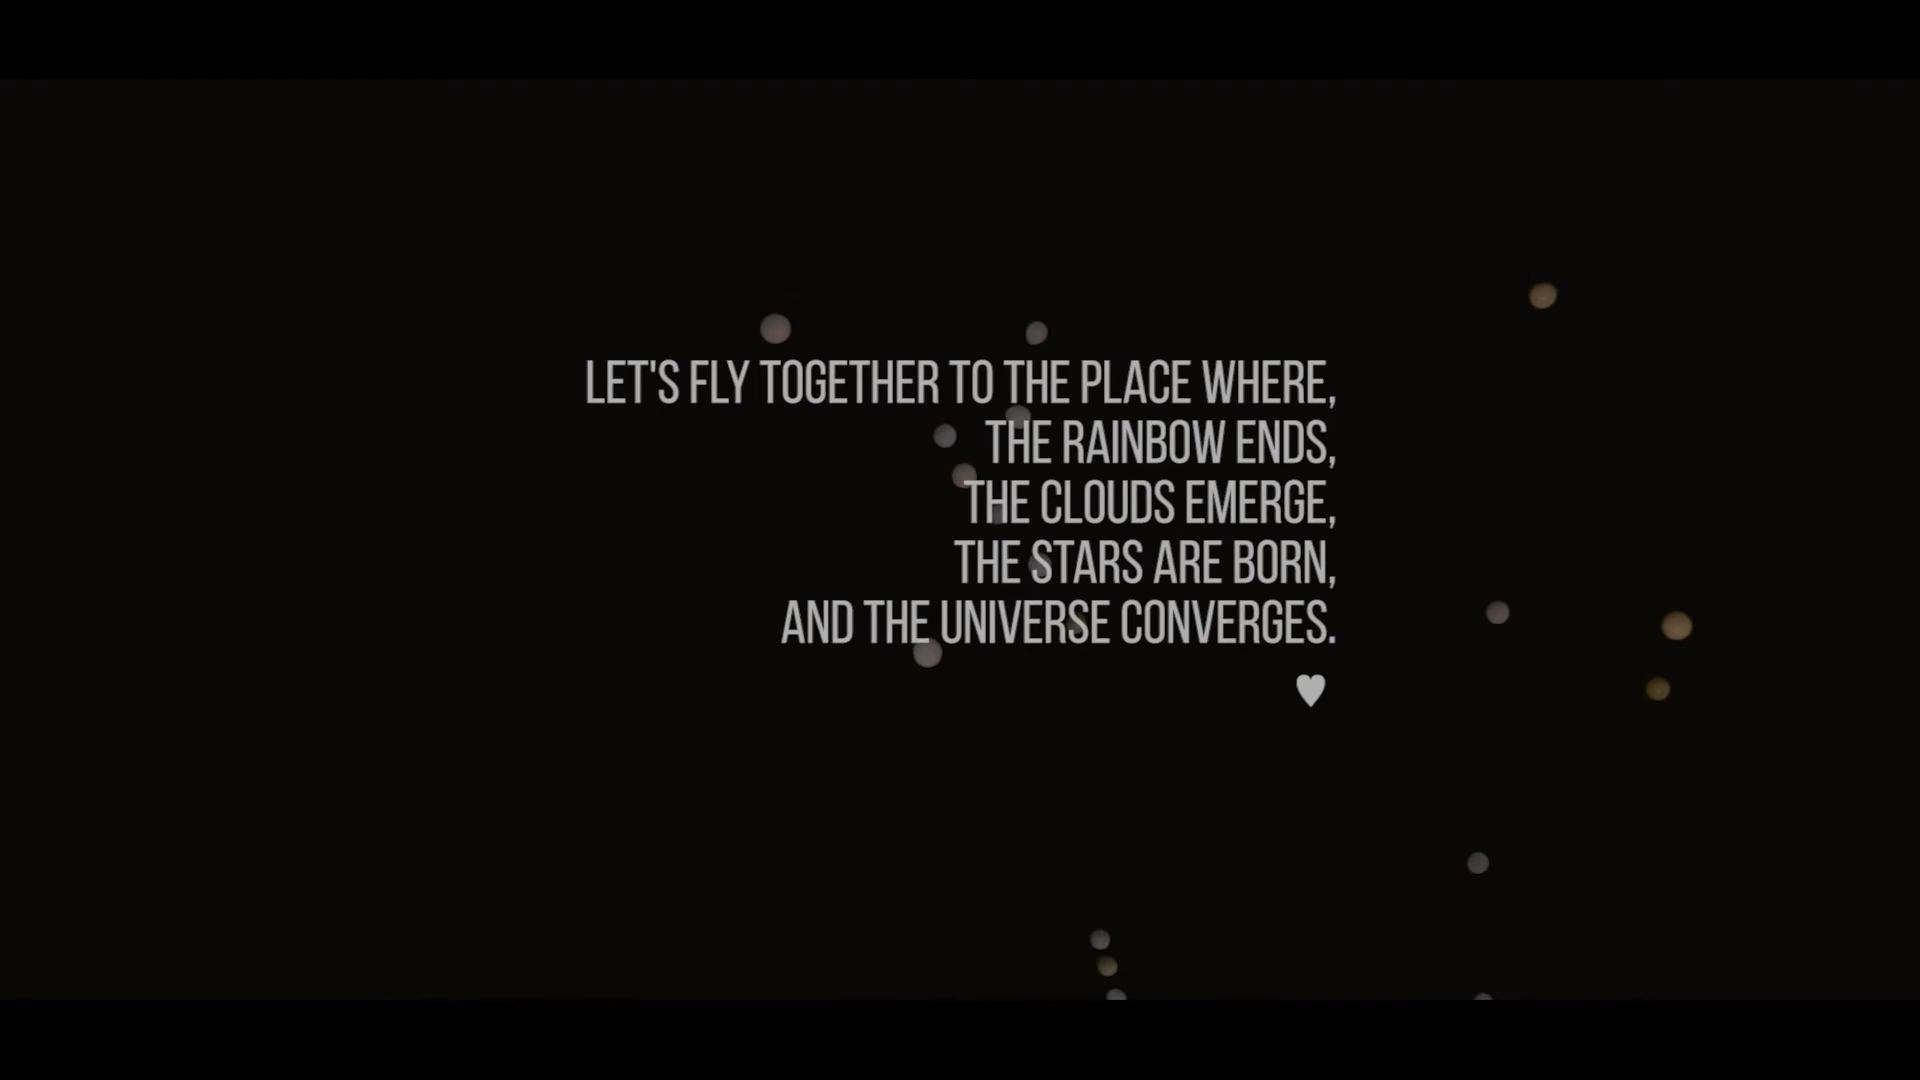 LET'S FLY TOGETHER TO THE PLACE WHERE,
THE RAINBOW ENDS,
THE CLOUDS EMERGE,
THE STARS ARE BORN,
AND THE UNIVERSE CONVERGES.
♥